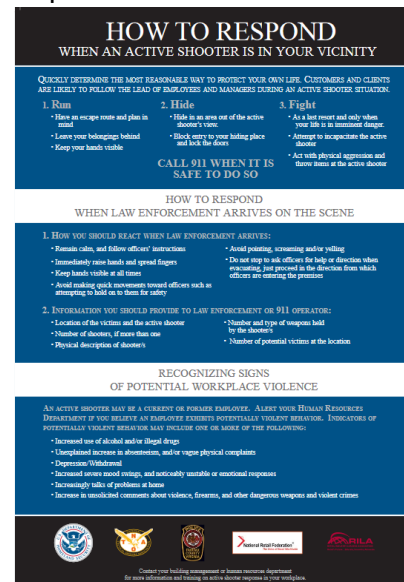 HOW TO RESPOND
WHEN AN ACTIVE SHOOTER IS IN YOUR VICINITY
QUICKLY DETERMINE THE MOST REASONABLE WAY TO PROTECT YOUR OWN LIFE. CUSTOMERS AND CLIENTS
ARE LIKELY TO FOLLOW THE LEAD OF EMPLOYEES AND MANAGERS DURING AN ACTIVE SHOOTER SITUATION.
1. Run
• Have an escape route and plan in
mind
• Leave your belongings behind
• Keep your hands visible
2. Hide
• Hide in an area out of the active
shooter's view.
• Block entry to your hiding place
and lock the doors
3. Fight
• As a last resort and only when
your life is in imminent danger.
• Attempt to incapacitate the active
shooter
• Act with physical aggression and
throw items at the active shooter
CALL 911 WHEN IT IS
SAFE TO DO SO
HOW TO RESPOND
WHEN LAW ENFORCEMENT ARRIVES ON THE SCENE
1. HOW YOU SHOULD REACT WHEN LAW ENFORCEMENT ARRIVES:
• Remain calm, and follow officers' instructions
• Immediately raise hands and spread fingers
• Keep hands visible at all times
• Avoid making quick movements toward officers such as
attempting to hold on to them for safety
• Avoid pointing, screaming and/or yelling
• Do not stop to ask officers for help or direction when
evacuating, just proceed in the direction from which
officers are entering the premises
2. INFORMATION YOU SHOULD PROVIDE TO LAW ENFORCEMENT OR 911 OPERATOR:
• Location of the victims and the active shooter
• Number of shooters, if more than one
• Physical description of shooter/s
• Number and type of weapons held
by the shooter/s
• Number of potential victims at the location
RECOGNIZING SIGNS
OF POTENTIAL WORKPLACE VIOLENCE
AN ACTIVE SHOOTER MAY BE A CURRENT OR FORMER EMPLOYEE. ALERT YOUR HUMAN RESOURCES
DEPARTMENT IF YOU BELIEVE AN EMPLOYEE EXHIBITS POTENTIALLY VIOLENT BEHAVIOR. INDICATORS OF
POTENTIALLY VIOLENT BEHAVIOR MAY INCLUDE ONE OR MORE OF THE FOLLOWING:
• Increased use of alcohol and/or illegal drugs
• Unexplained increase in absenteeism, and/or vague physical complaints
• Depression/Withdrawal
• Increased severe mood swings, and noticeably unstable or emotional responses
• Increasingly talks of problems at home
• Increase in unsolicited comments about violence, firearms, and other dangerous weapons and violent crimes
National Retail Federation
RILA
Contact your building management or human resources department
for more information and training on active shooter response in your workplace.